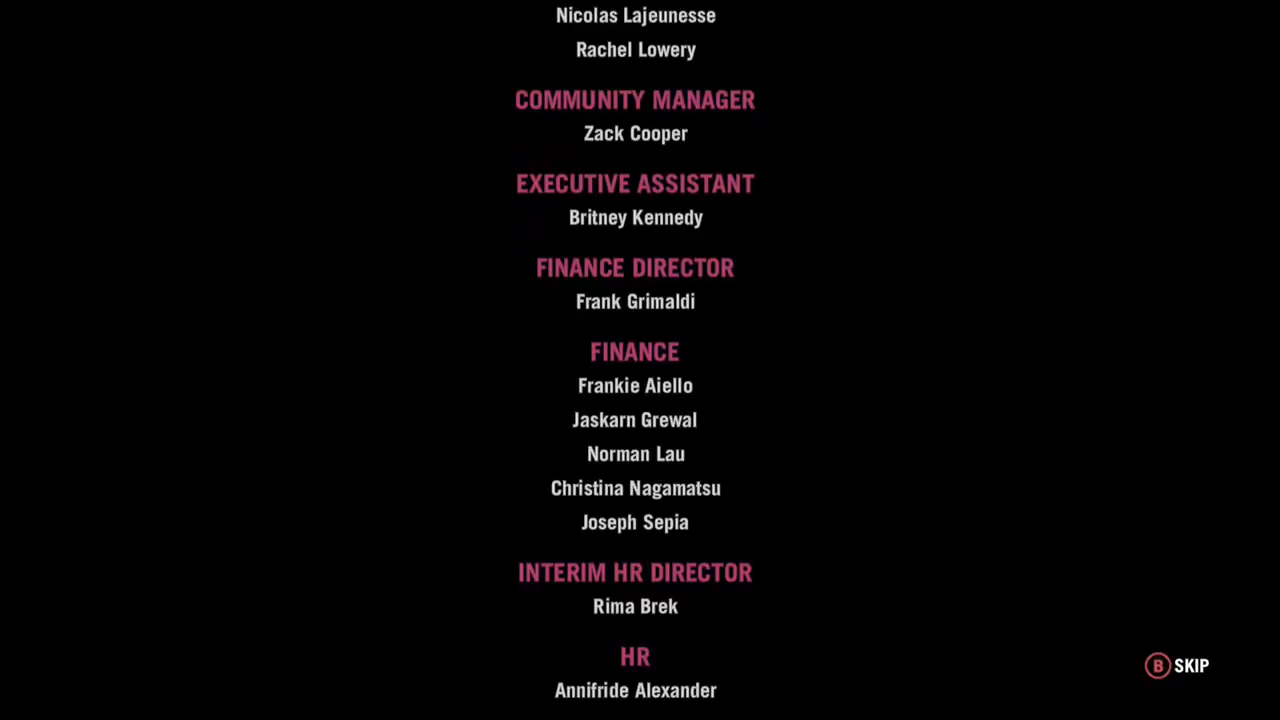 Nicolas Lajeunesse
Rachel Lowery
COMMUNITY MANAGER
Zack Cooper
EXECUTIVE ASSISTANT
Britney Kennedy
FINANCE DIRECTOR
Frank Grimaldi
FINANCE
Frankie Aiello
Jaskarn Grewal
Norman Lau
Christina Nagamatsu
Joseph Sepia
INTERIM HR DIRECTOR
Rima Brek
HR
B SKIP
Annifride Alexander